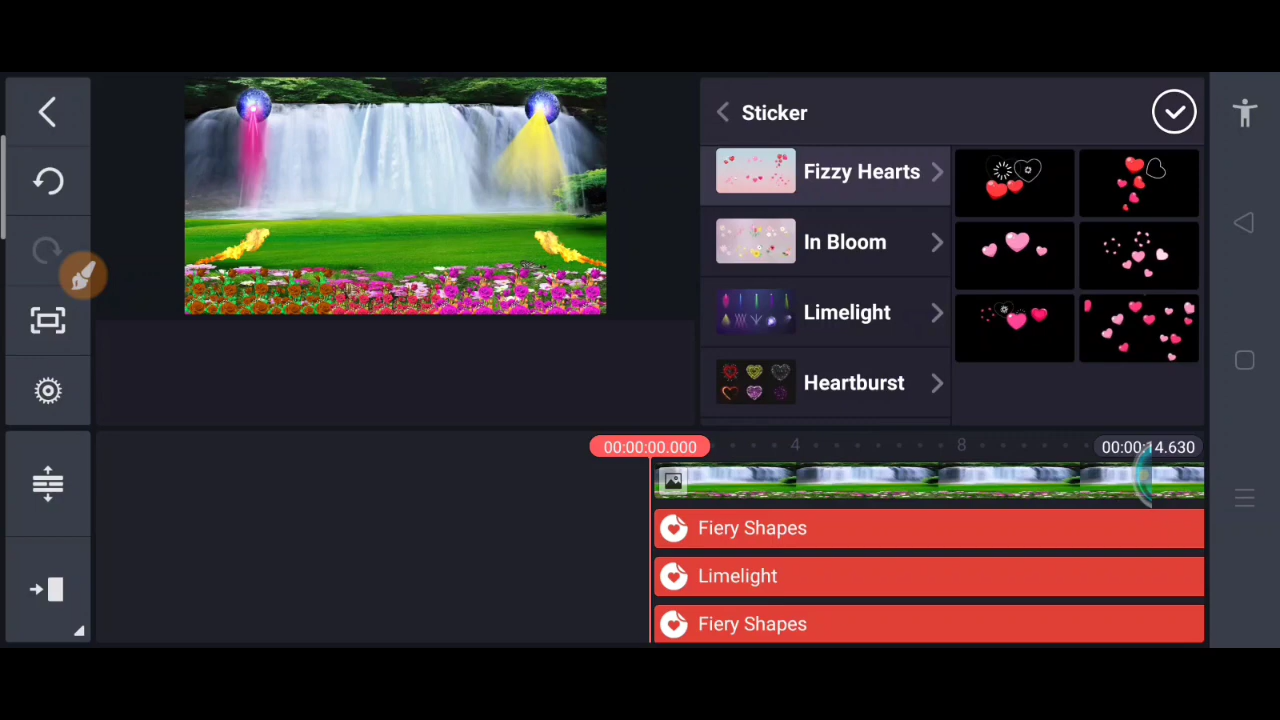 Sticker
Fizzy Hearts
In Bloom
Limelight
Heartburst
00:00:00.000
4
8
00:00:14.630
Fiery Shapes
Limelight
Fiery Shapes